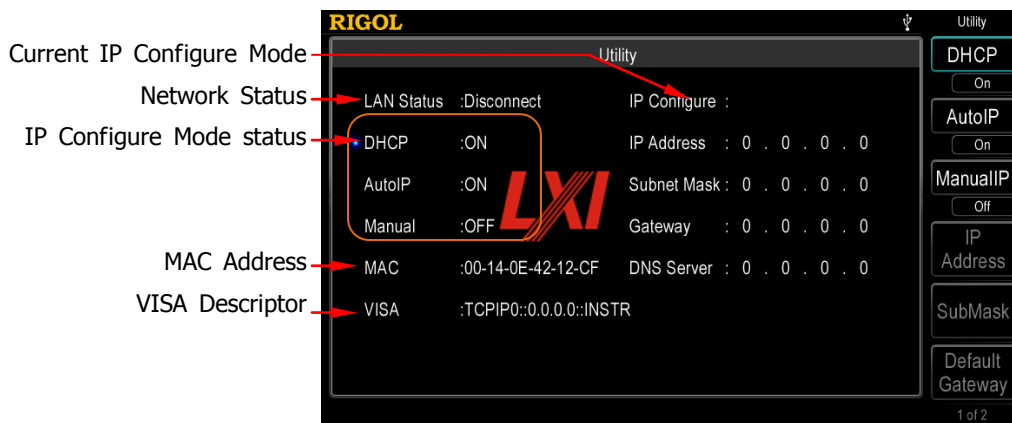 RIGOL
Utility
Current IP Configure Mode
Utility
DHCP
On
Network Status
LAN Status :Disconnect IP Configure :
AutoIP
On
IP Configure Mode status
DHCP :ON IP Address : 0 . 0 . 0 . 0
AutoIP :ON Subnet Mask : 0 . 0 . 0 . 0
ManualIP
Off
LXI
Manual :OFF Gateway : 0 . 0 . 0 . 0
IP
Address
MAC Address
MAC :00-14-0E-42-12-CF DNS Server : 0 . 0 . 0 . 0
VISA Descriptor
VISA :TCPIP0::0.0.0.0::INSTR
SubMask
Default
Gateway
1 of 2